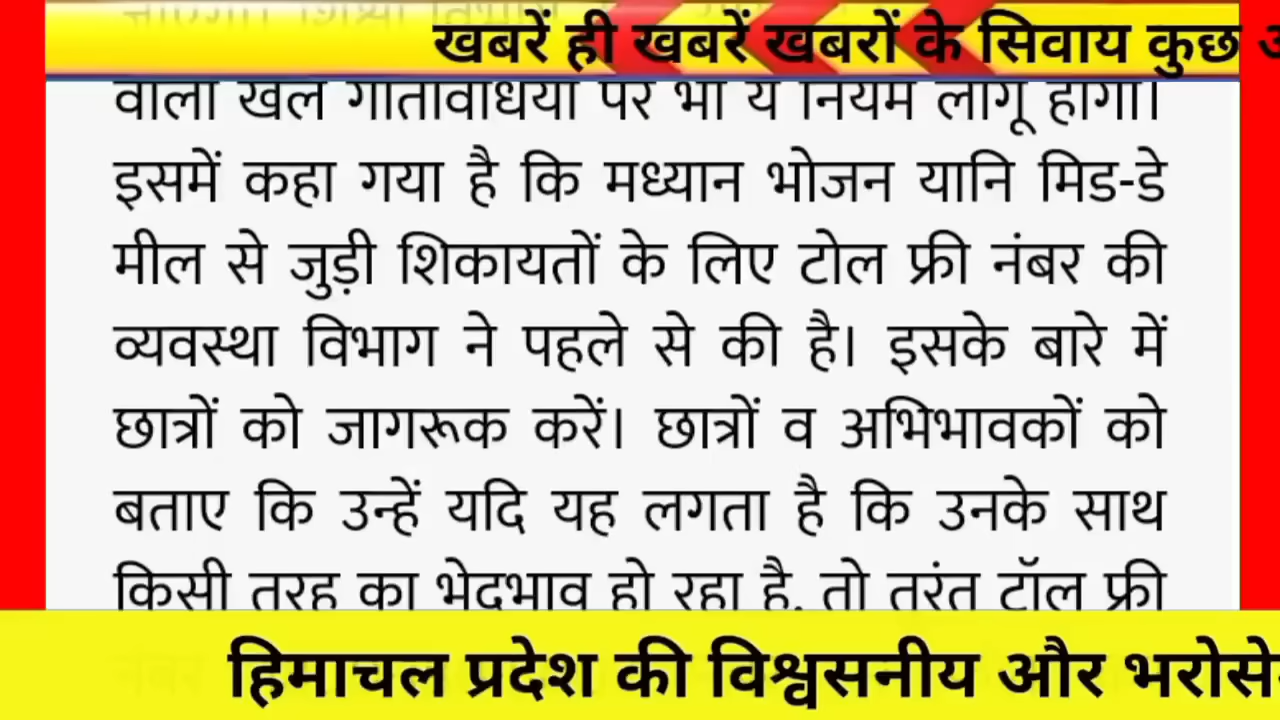 खबरें ही खबरें खबरों के सिवाय कुछ
वाली खेल गतिविधियों पर भी ये नियम लागू होगा।
इसमें कहा गया है कि मध्यान भोजन यानि मिड-डे
मील से जुड़ी शिकायतों के लिए टोल फ्री नंबर की
व्यवस्था विभाग ने पहले से की है। इसके बारे में
छात्रों को जागरूक करें। छात्रों व अभिभावकों को
बताए कि उन्हें यदि यह लगता है कि उनके साथ
किसी तरह का भेदभाव हो रहा है, तो तुरंत टॉल फ्री
हिमाचल प्रदेश की विश्वसनीय और